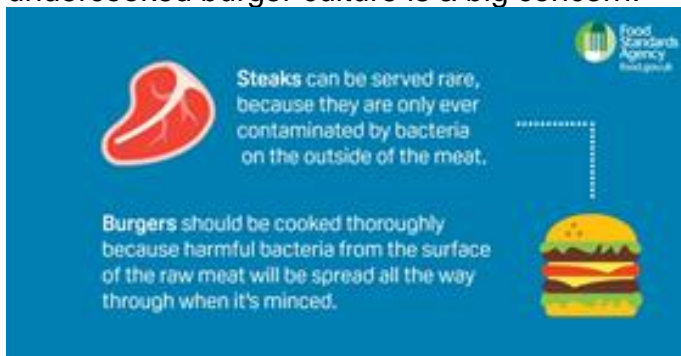 undercooked burger culture is a big concern.
Food
Standards
Agency
food.gov.uk
Steaks can be served rare,
because they are only ever
contaminated by bacteria
on the outside of the meat.
Burgers should be cooked thoroughly
because harmful bacteria from the surface
of the raw meat will be spread all the way
through when it's minced.